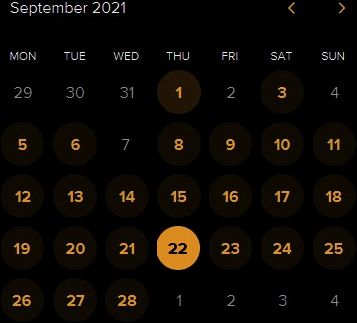 September 2021
MON TUE WED THU FRI SAT SUN
29 30 31 1 2 3 4
5 6 7 8 9 10 11
12 13 14 15 16 17 18
19 20 21 22 23 24 25
26 27 28 1 2 3 4